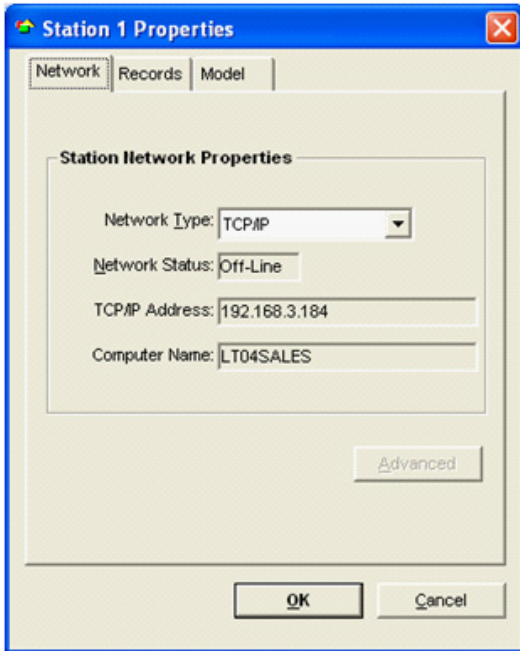 Station 1 Properties
Network Records Model
Station Network Properties
Network Type: TCP/IP
Network Status: Off-Line
TCP/IP Address: 192.168.3.184
Computer Name: LT04SALES
Advanced
OK Cancel